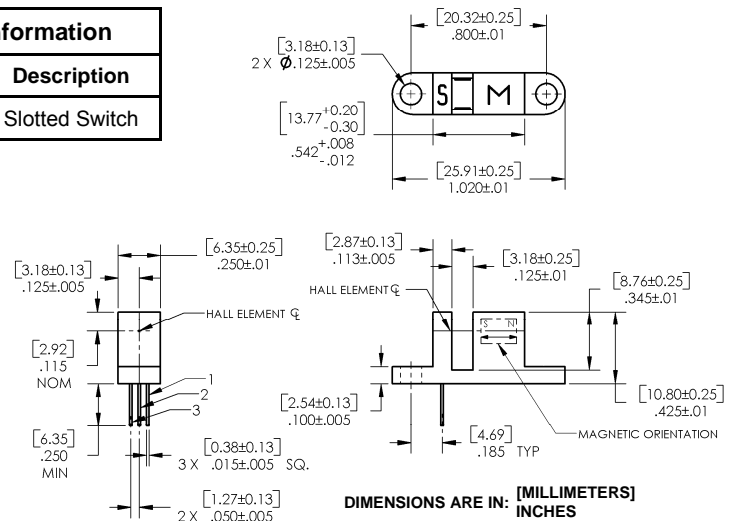 nformation
Description
Slotted Switch
[20.32±0.25]
.800±.01
[3.18±0.13]
2 X Ø.125±.005
S M
[13.77+0.20
-0.30]
.542+.008
-.012
[25.91±0.25]
1.020±.01
[6.35±0.25]
.250±.01
[3.18±0.13]
.125±.005
HALL ELEMENT ℄
[2.92]
.115
NOM
1
2
3
[6.35]
.250
MIN
[0.38±0.13]
3 X .015±.005 SQ.
[1.27±0.13]
2 X .050±.005
[2.87±0.13]
.113±.005
[3.18±0.25]
.125±.01
HALL ELEMENT ℄
[8.76±0.25]
.345±.01
S N
[2.54±0.13]
.100±.005
[10.80±0.25]
.425±.01
[4.69]
.185 TYP
MAGNETIC ORIENTATION
DIMENSIONS ARE IN: [MILLIMETERS]
INCHES